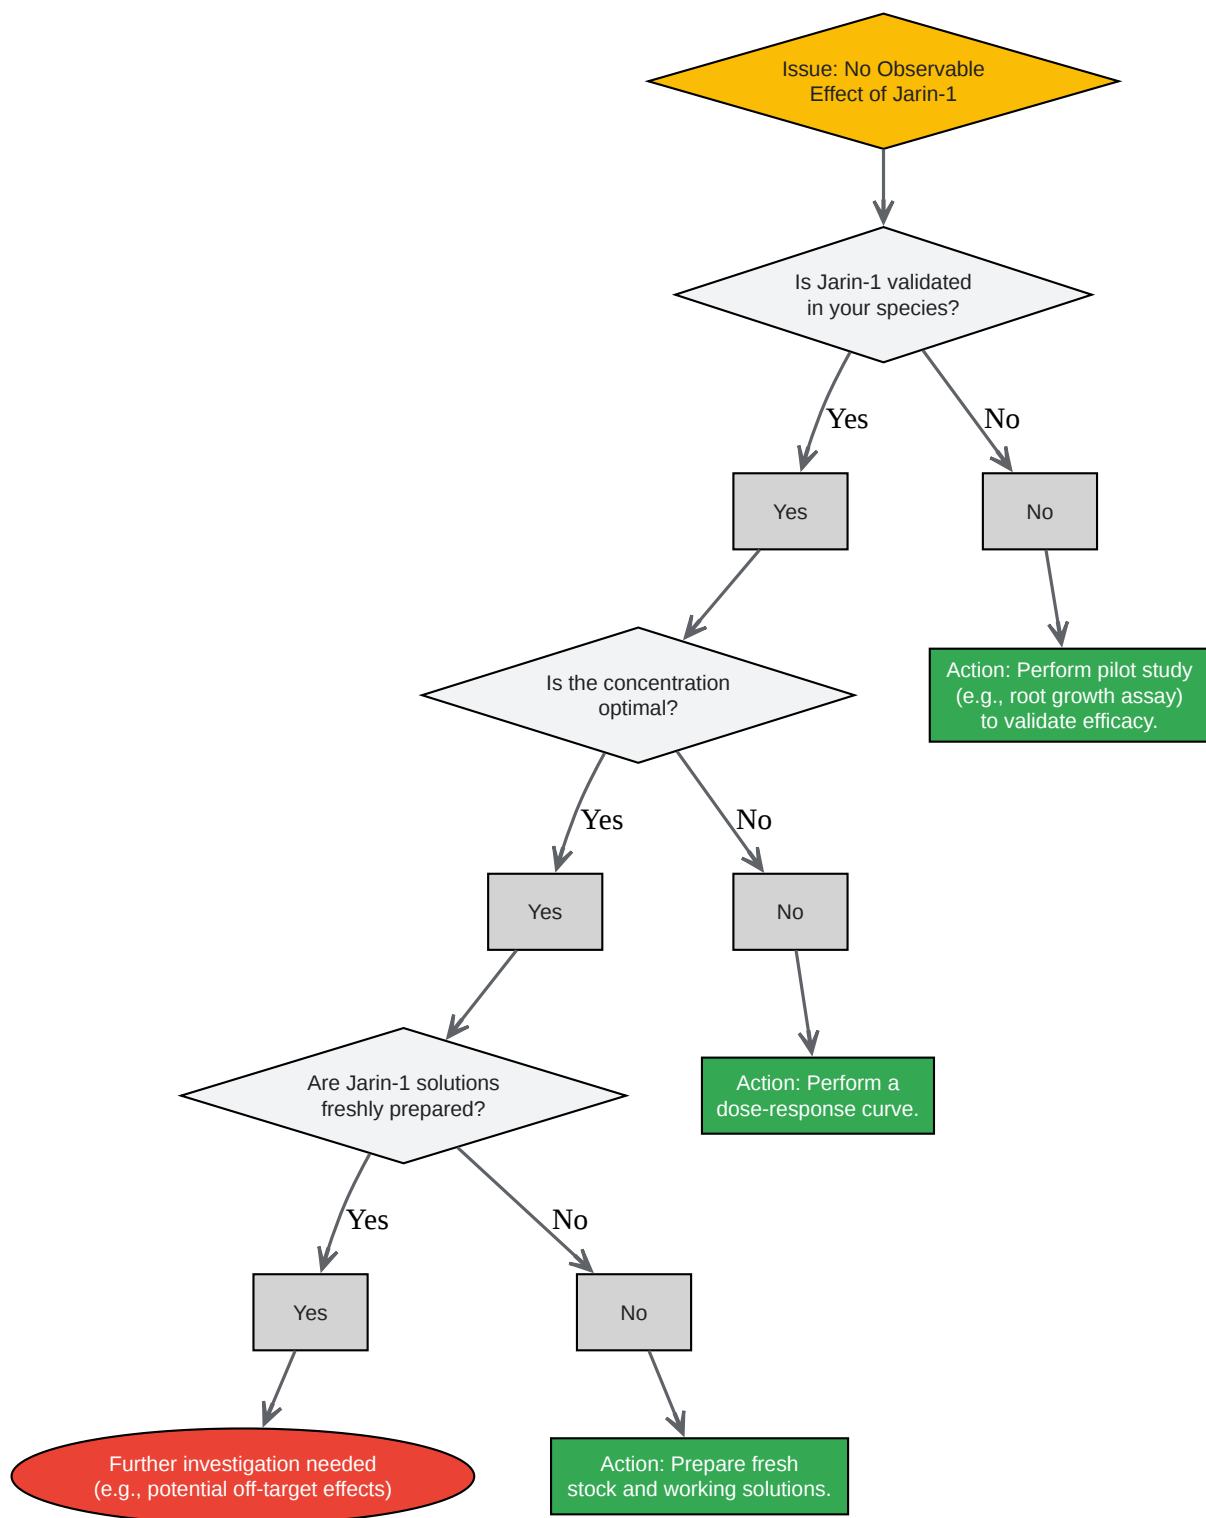 Issue: No Observable
Effect of Jarin-1
Is Jarin-1 validated
in your species?
Yes
No
Yes
No
Action: Perform pilot study
(e.g., root growth assay)
to validate efficacy.
Is the concentration
optimal?
Yes
No
Yes
No
Action: Perform a
dose-response curve.
Are Jarin-1 solutions
freshly prepared?
Yes
No
Yes
No
Further investigation needed
(e.g., potential off-target effects)
Action: Prepare fresh
stock and working solutions.